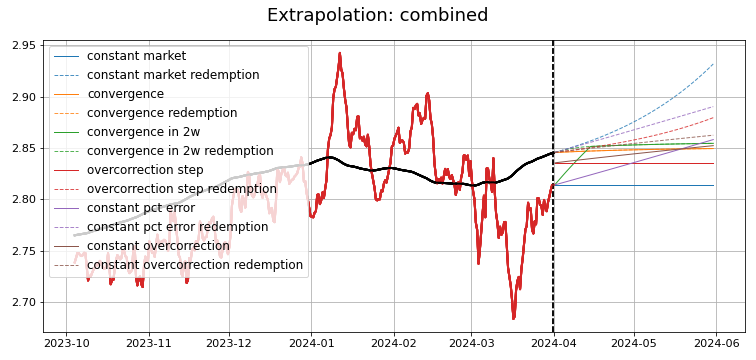 Extrapolation: combined
2.95
2.90
2.85
2.80
2.75
2.70
constant market
constant market redemption
convergence
convergence redemption
convergence in 2w
convergence in 2w redemption
overcorrection step
overcorrection step redemption
constant pct error
constant pct error redemption
constant overcorrection
constant overcorrection redemption
2023-10 2023-11 2023-12 2024-01 2024-02 2024-03 2024-04 2024-05 2024-06